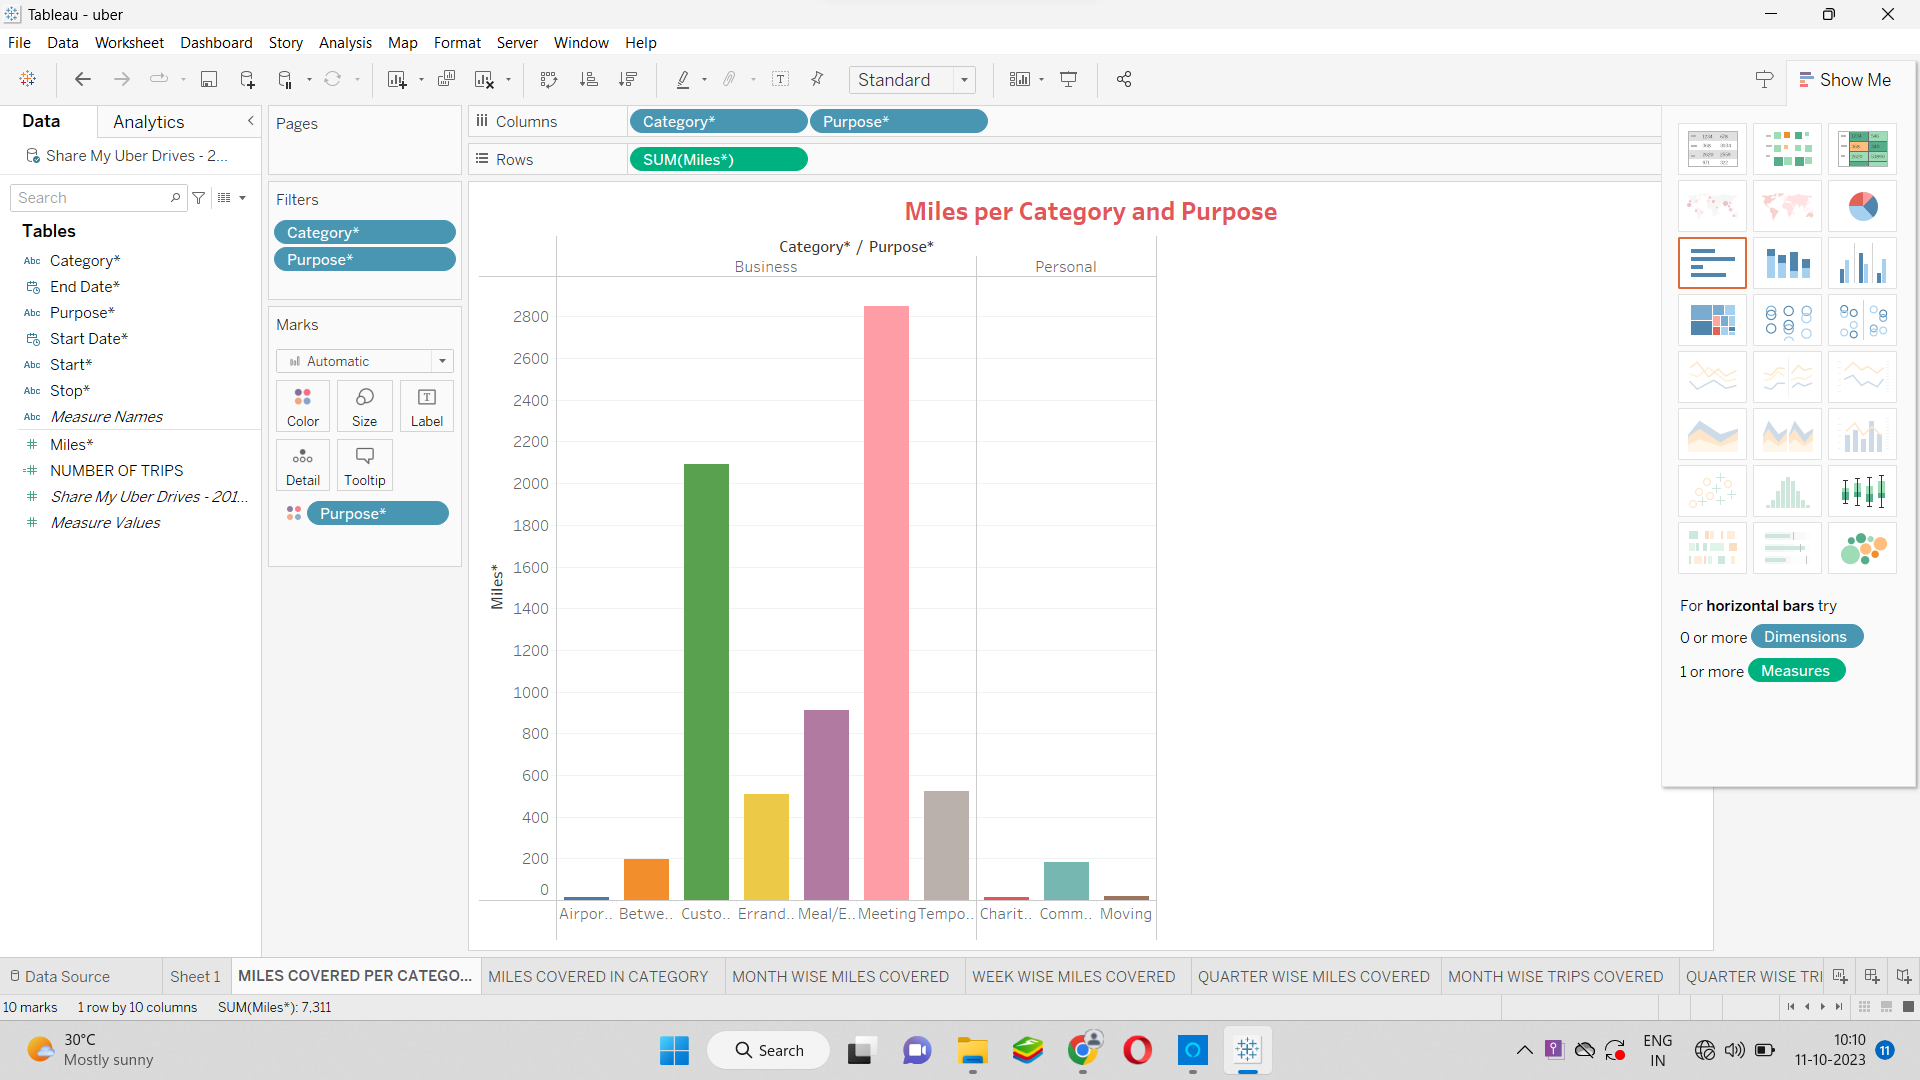 Tableau - uber
File Data Worksheet Dashboard Story Analysis Map Format Server Window Help
Standard
Show Me
Data Analytics
Share My Uber Drives - 2...
Search
Tables
Abc Category*
End Date*
Abc Purpose*
Start Date*
Abc Start*
Abc Stop*
Abc Measure Names
# Miles*
=# NUMBER OF TRIPS
# Share My Uber Drives - 201...
# Measure Values
Pages
Filters
Category*
Purpose*
Marks
Automatic
Color Size Label
Detail Tooltip
Purpose*
Columns Category* Purpose*
Rows SUM(Miles*)
Miles per Category and Purpose
Category* / Purpose*
Business Personal
Miles*
2800
2600
2400
2200
2000
1800
1600
1400
1200
1000
800
600
400
200
0
Airpor.. Betwe.. Custo.. Errand.. Meal/E.. Meeting Tempo.. Charit.. Comm.. Moving
For horizontal bars try
0 or more Dimensions
1 or more Measures
Data Source Sheet 1 MILES COVERED PER CATEGO... MILES COVERED IN CATEGORY MONTH WISE MILES COVERED WEEK WISE MILES COVERED QUARTER WISE MILES COVERED MONTH WISE TRIPS COVERED QUARTER WISE TRI
10 marks 1 row by 10 columns SUM(Miles*): 7,311
30°C
Mostly sunny
Search
ENG
IN
10:10
11-10-2023
11